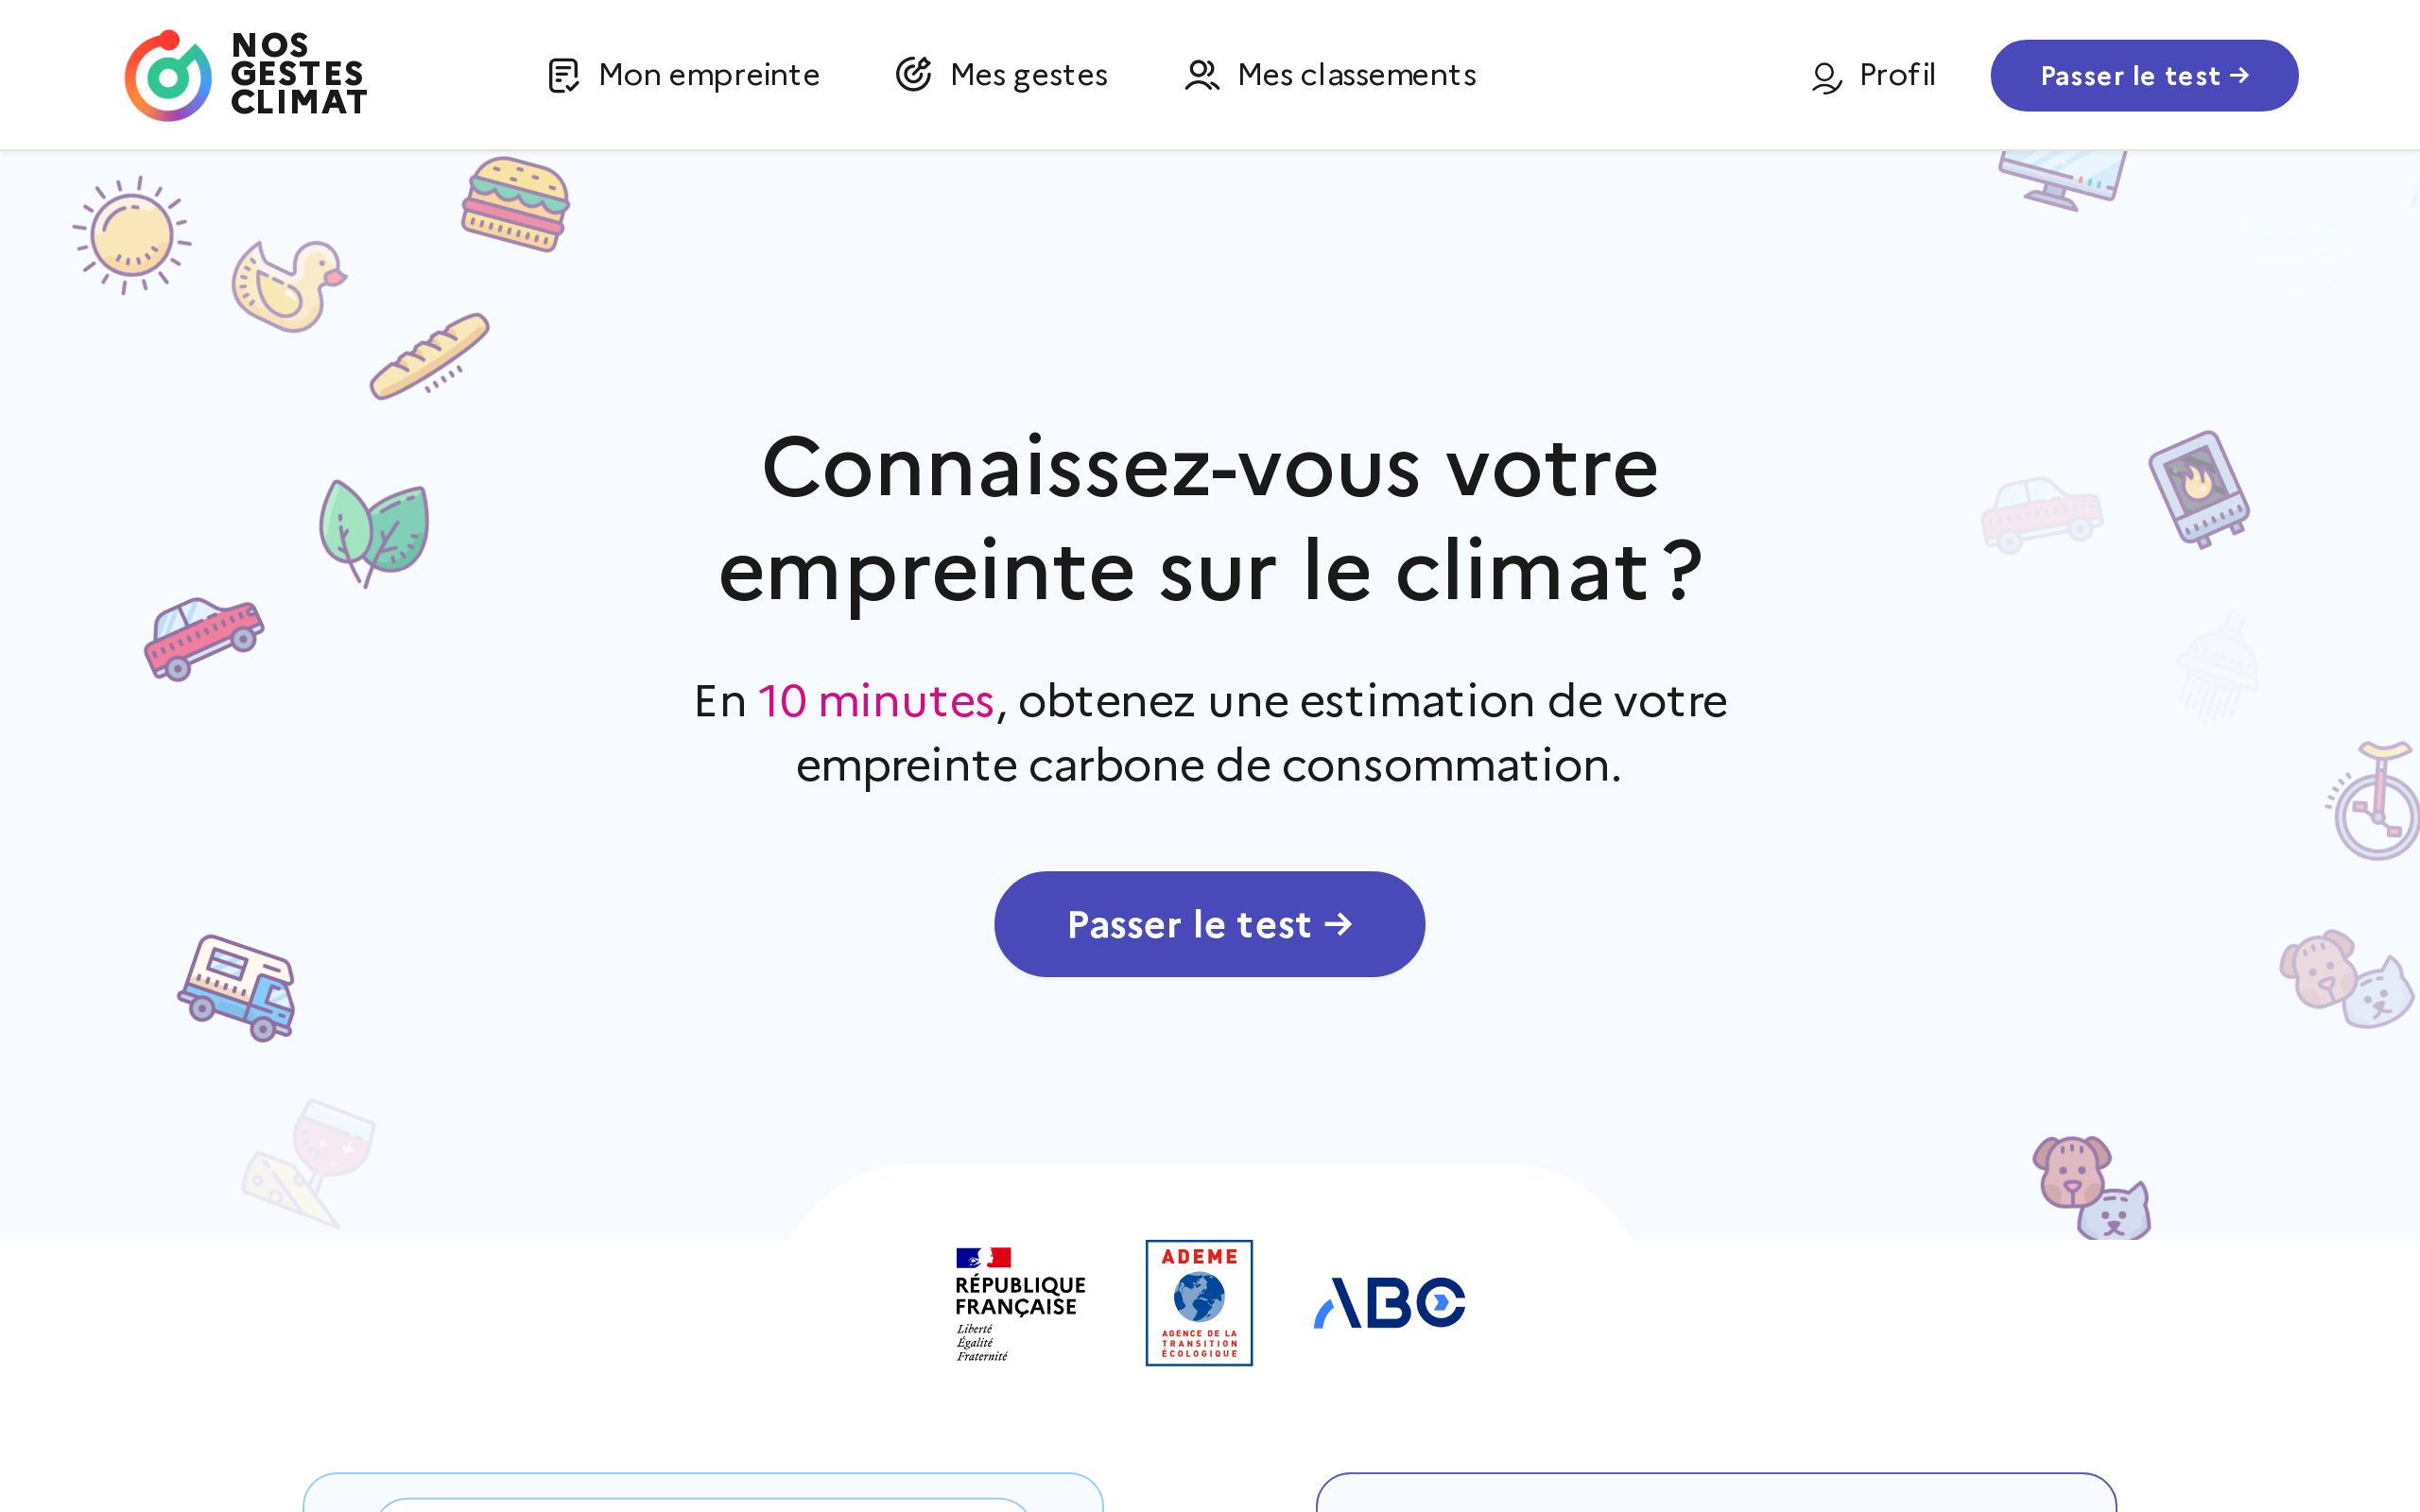 NOS
GESTES
CLIMAT
Mon empreinte
Mes gestes
Mes classements
Profil
Passer le test →
Connaissez-vous votre
empreinte sur le climat ?
En 10 minutes, obtenez une estimation de votre
empreinte carbone de consommation.
Passer le test →
RÉPUBLIQUE
FRANÇAISE
Liberté
Égalité
Fraternité
ADEME
AGENCE DE LA
TRANSITION
ÉCOLOGIQUE
ABC